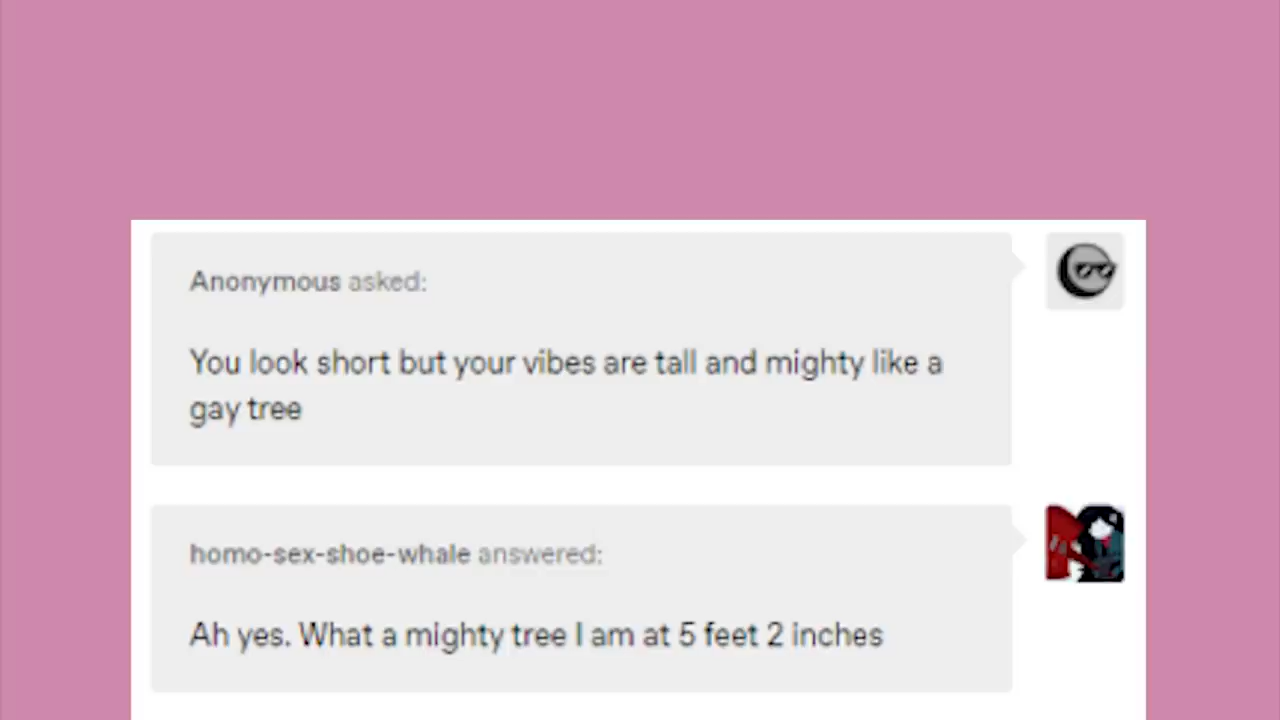 Anonymous asked:
You look short but your vibes are tall and mighty like a
gay tree
homo-sex-shoe-whale answered:
Ah yes. What a mighty tree I am at 5 feet 2 inches